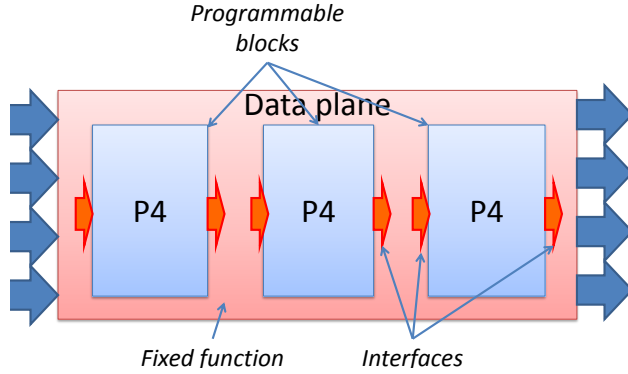 Programmable
blocks
Data plane
P4
P4
P4
Fixed function
Interfaces